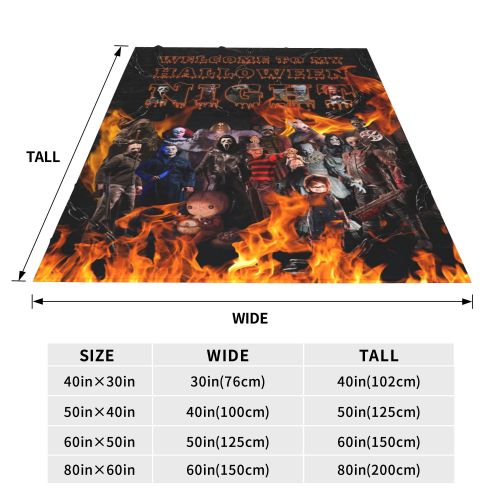 WELCOME TO MY
HALLOWEEN
NIGHT
TALL
WIDE
SIZE WIDE TALL
40in×30in 30in(76cm) 40in(102cm)
50in×40in 40in(100cm) 50in(125cm)
60in×50in 50in(125cm) 60in(150cm)
80in×60in 60in(150cm) 80in(200cm)